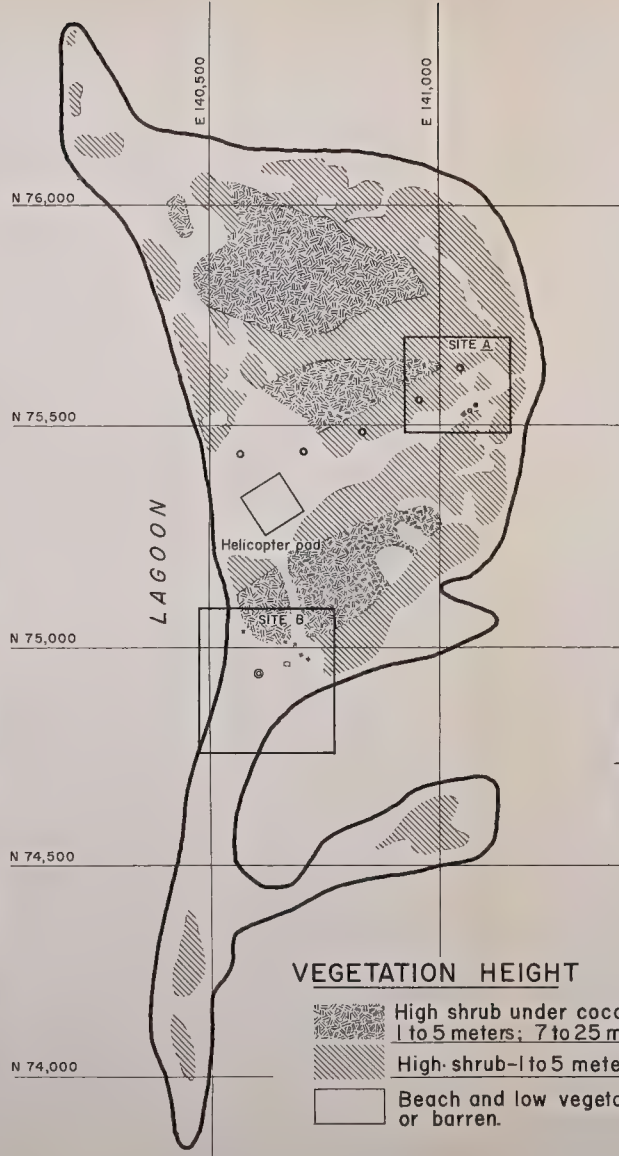 E 140,500
E 141,000
N 76,000
SITE A
N 75,500
LAGOON
Helicopter pad
SITE B
N 75,000
N 74,500
VEGETATION HEIGHT
High shrub under coco
1 to 5 meters; 7 to 25 m
High shrub-1 to 5 mete
N 74,000
Beach and low vegeta
or barren.